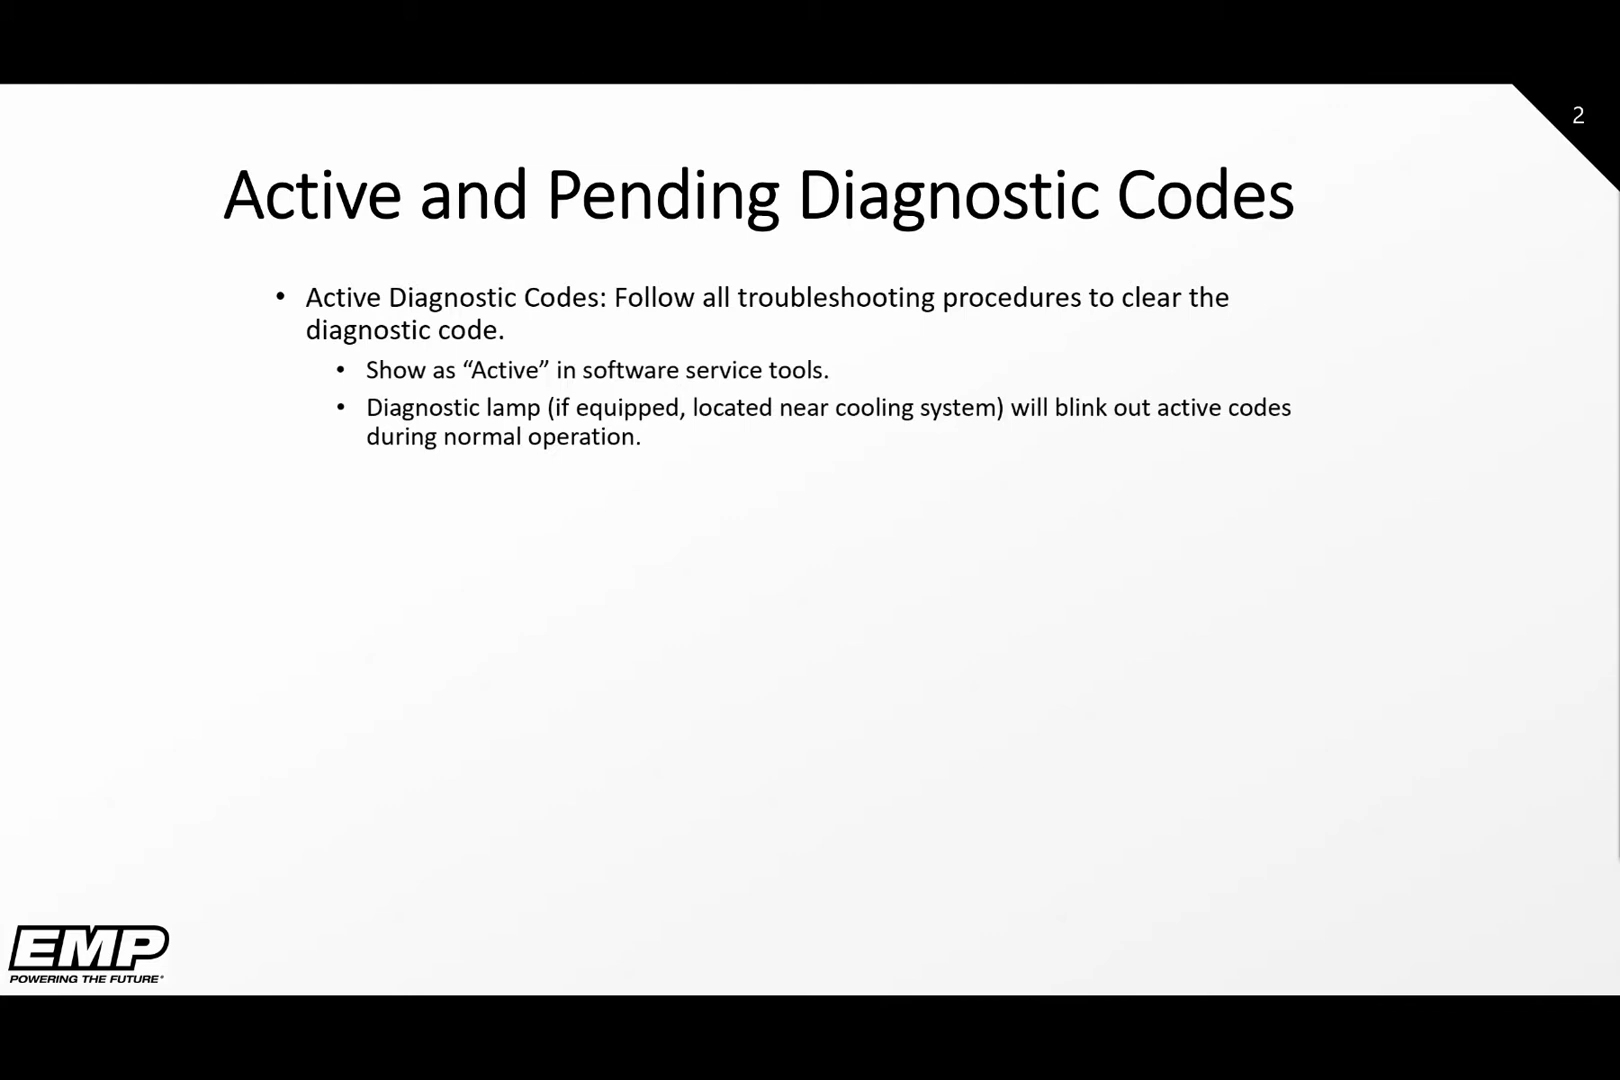 2
Active and Pending Diagnostic Codes
• Active Diagnostic Codes: Follow all troubleshooting procedures to clear the
diagnostic code.
• Show as “Active” in software service tools.
• Diagnostic lamp (if equipped, located near cooling system) will blink out active codes
during normal operation.
EMP
POWERING THE FUTURE®